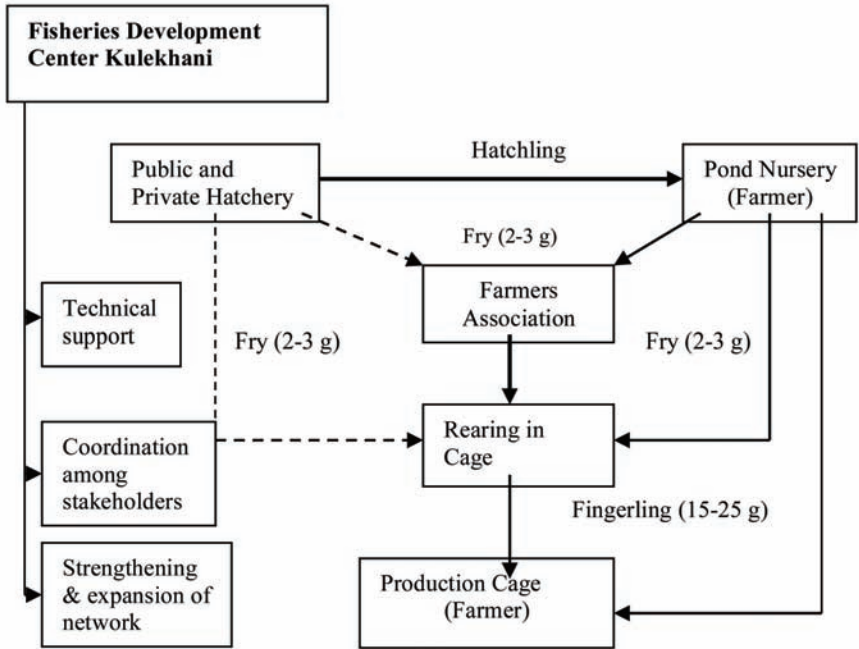 Fisheries Development
Center Kulekhani
Hatchling
Public and
Private Hatchery
Pond Nursery
(Farmer)
Fry (2-3 g)
Farmers
Association
Technical
support
Fry (2-3 g)
Fry (2-3 g)
Rearing in
Cage
Coordination
among
stakeholders
Fingerling (15-25 g)
Strengthening
& expansion of
network
Production Cage
(Farmer)